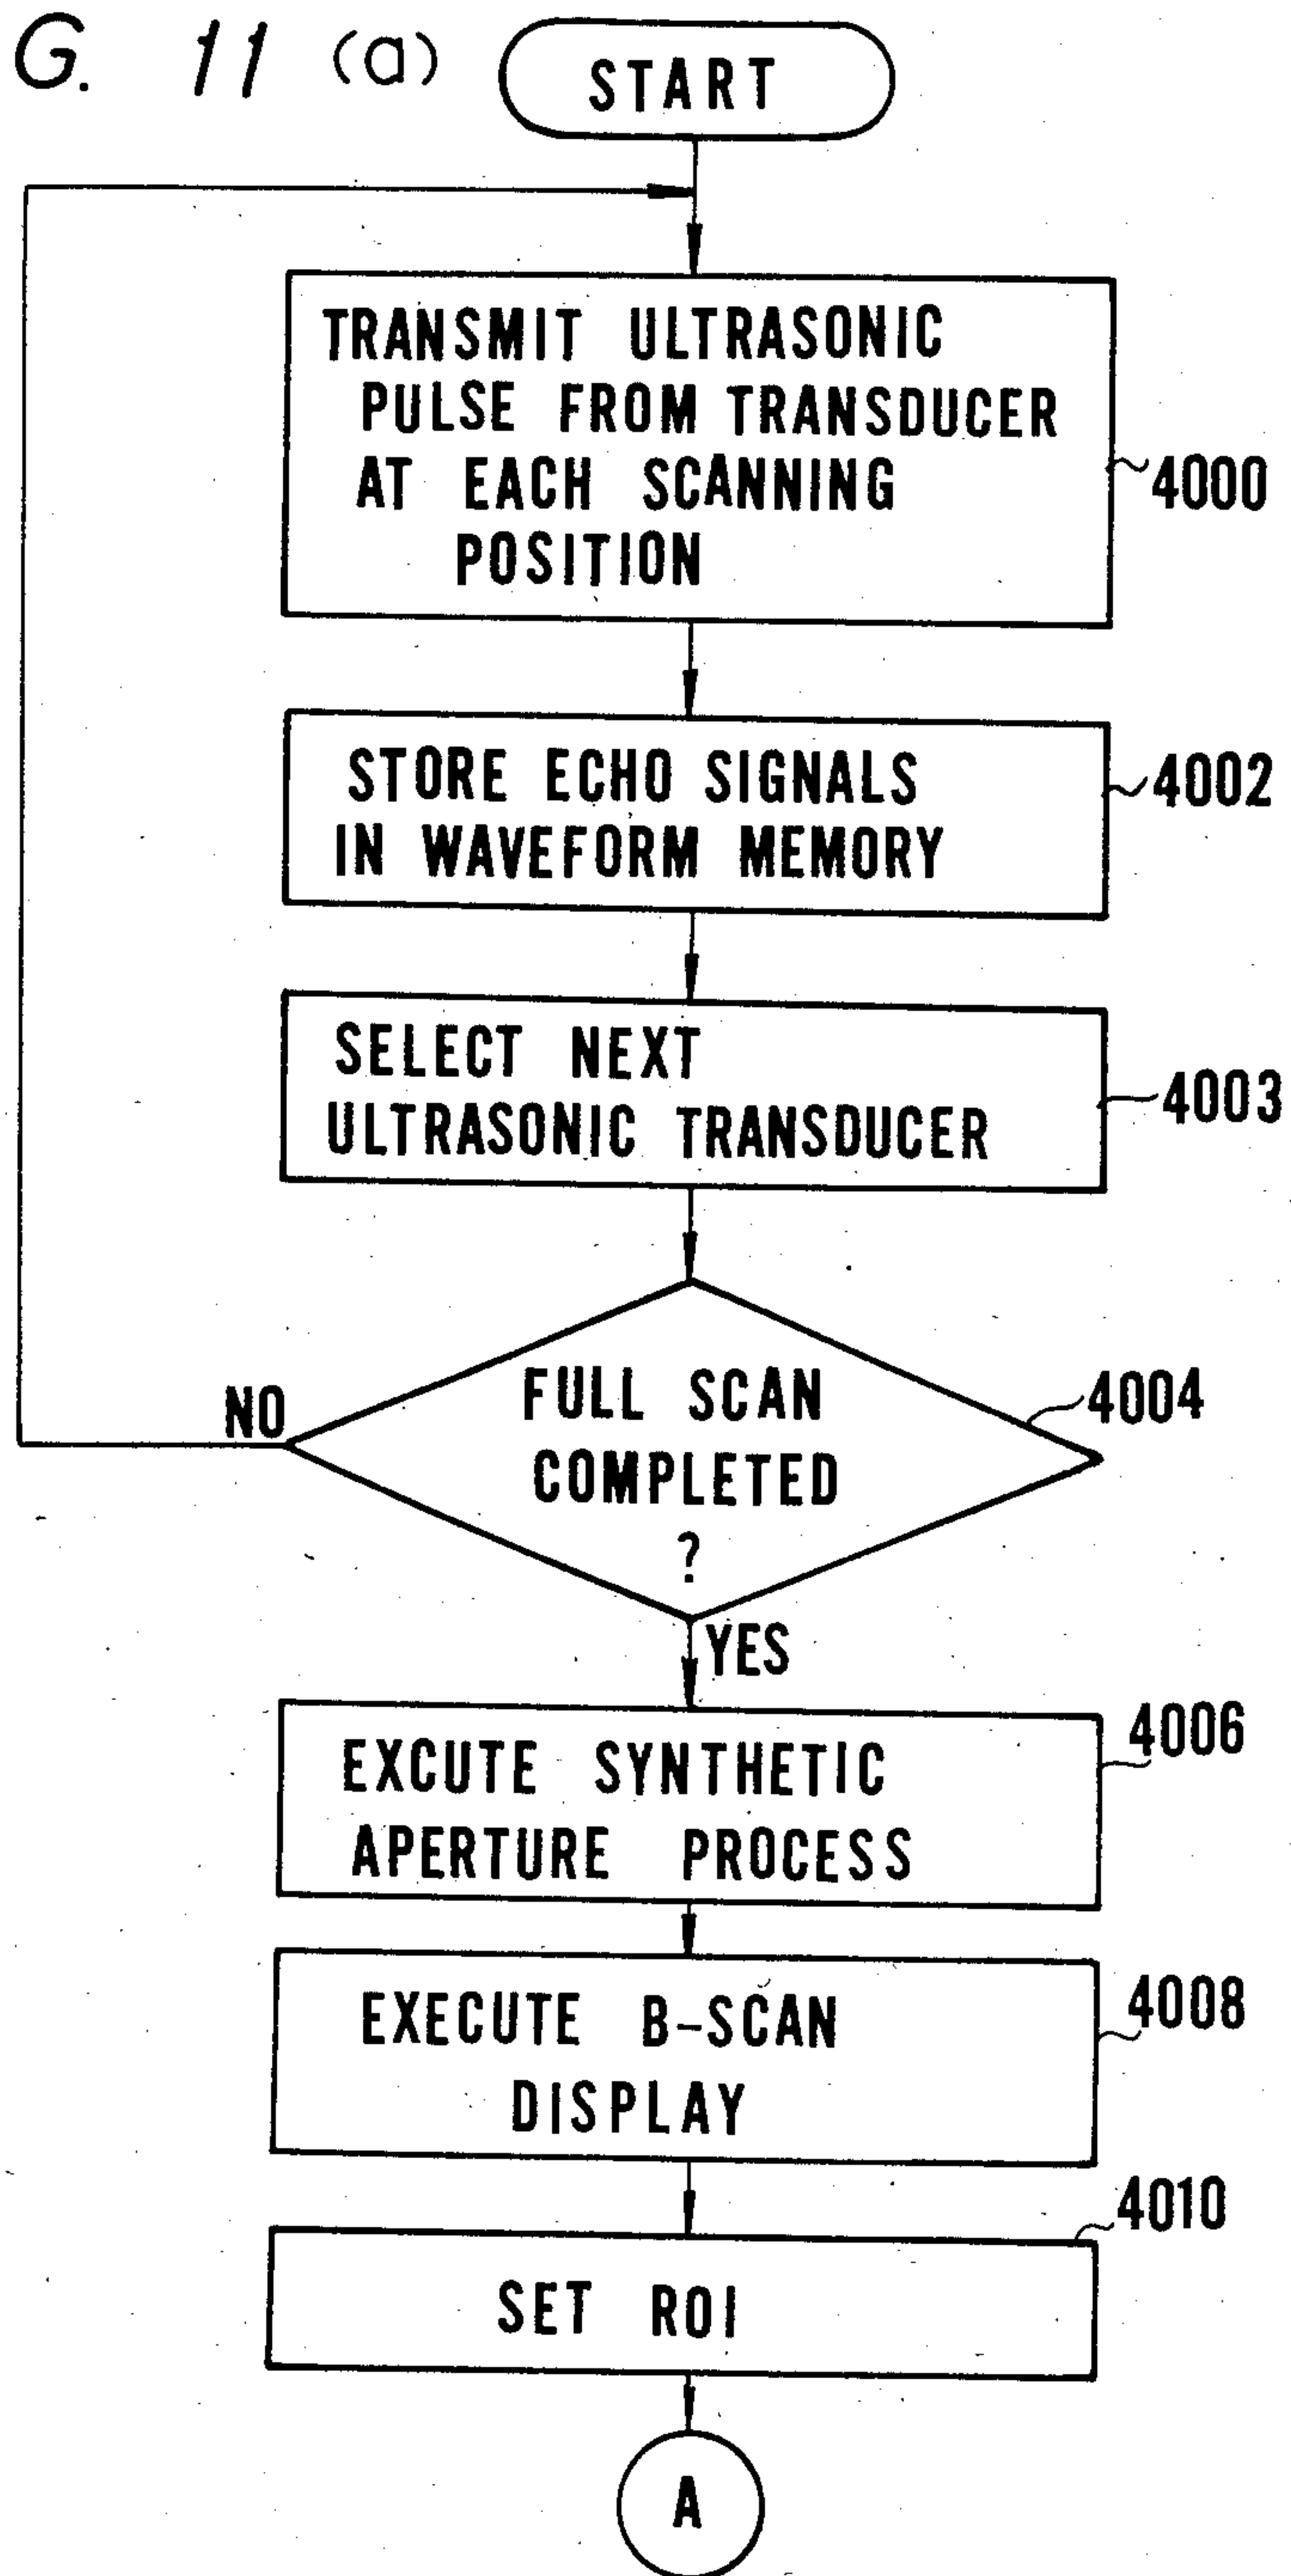 G. 11 (a)
START
TRANSMIT ULTRASONIC
PULSE FROM TRANSDUCER
AT EACH SCANNING
POSITION
4000
STORE ECHO SIGNALS
IN WAVEFORM MEMORY
4002
SELECT NEXT
ULTRASONIC TRANSDUCER
4003
FULL SCAN
COMPLETED
?
4004
NO
YES
EXCUTE SYNTHETIC
APERTURE PROCESS
4006
EXECUTE B-SCAN
DISPLAY
4008
SET ROI
4010
A